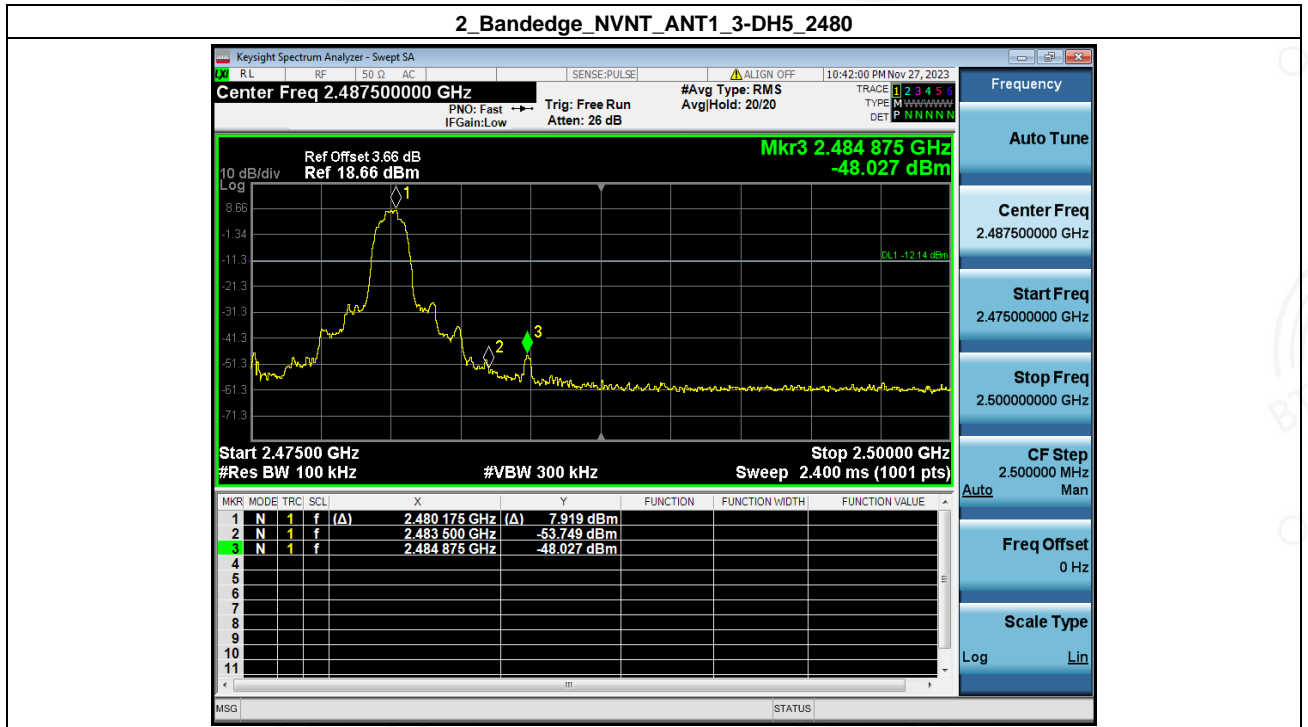 2_Bandedge_NVNT_ANT1_3-DH5_2480
Keysight Spectrum Analyzer - Swept SA
LXI RL RF 50 Ω AC SENSE:PULSE ALIGN OFF 10:42:00 PM Nov 27, 2023
Center Freq 2.487500000 GHz
PNO: Fast
IFGain:Low
Trig: Free Run
Atten: 26 dB
#Avg Type: RMS
Avg|Hold: 20/20
TRACE 1 2 3 4 5 6
TYPE M WWWWW
DET P N N N N N
Mkr3 2.484 875 GHz
-48.027 dBm
Ref Offset 3.66 dB
10 dB/div Ref 18.66 dBm
Log
8.66
-1.34
-11.3
-21.3
-31.3
-41.3
-51.3
-61.3
-71.3
1
2
3
DL1 -12.14 dBm
Start 2.47500 GHz Stop 2.50000 GHz
#Res BW 100 kHz #VBW 300 kHz Sweep 2.400 ms (1001 pts)
MKR MODE TRC SCL X Y FUNCTION FUNCTION WIDTH FUNCTION VALUE
1 N 1 f (Δ) 2.480 175 GHz (Δ) 7.919 dBm
2 N 1 f 2.483 500 GHz -53.749 dBm
3 N 1 f 2.484 875 GHz -48.027 dBm
4
5
6
7
8
9
10
11
MSG STATUS
Frequency
Auto Tune
Center Freq
2.487500000 GHz
Start Freq
2.475000000 GHz
Stop Freq
2.500000000 GHz
CF Step
2.500000 MHz
Auto Man
Freq Offset
0 Hz
Scale Type
Log Lin